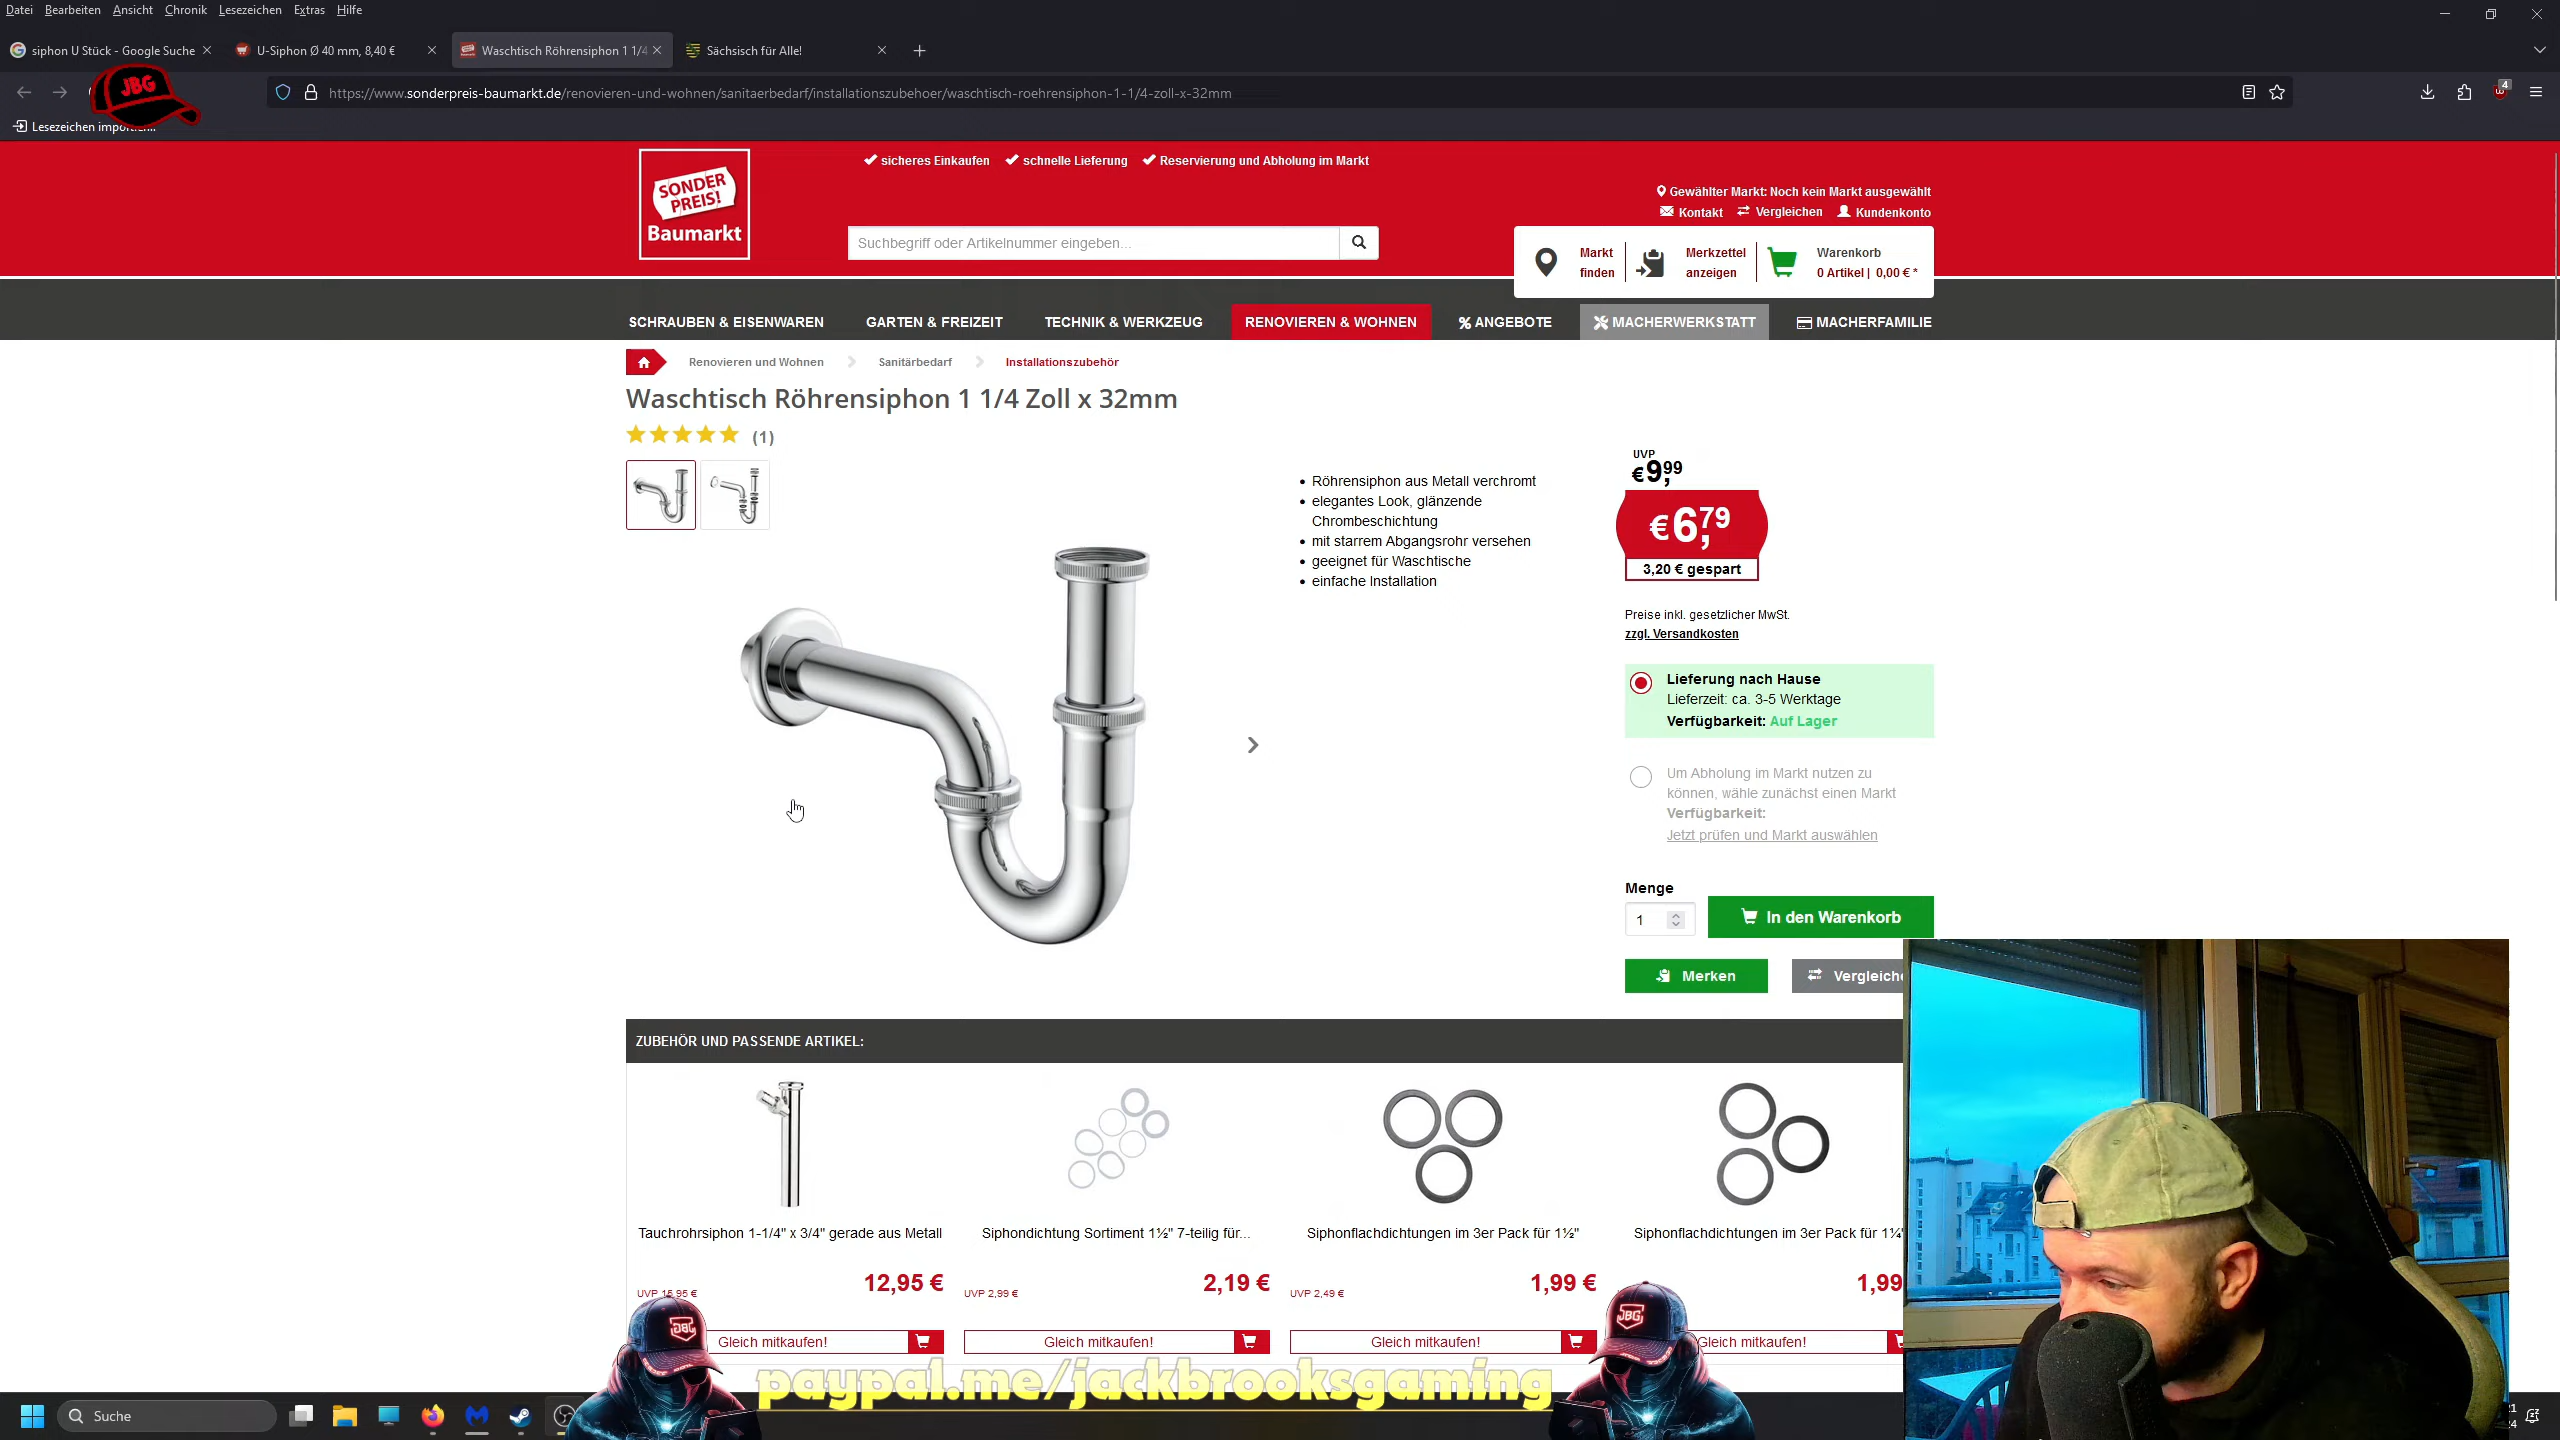 Datei Bearbeiten Ansicht Chronik Lesezeichen Extras Hilfe
siphon U Stück - Google Suche
U-Siphon Ø 40 mm, 8,40 €
Waschtisch Röhrensiphon 1 1/4
Sächsisch für Alle!
JBG
https://www.sonderpreis-baumarkt.de/renovieren-und-wohnen/sanitaerbedarf/installationszubehoer/waschtisch-roehrensiphon-1-1/4-zoll-x-32mm
4
Lesezeichen
SONDER
PREIS!
Baumarkt
sicheres Einkaufen schnelle Lieferung Reservierung und Abholung im Markt
Gewählter Markt: Noch kein Markt ausgewählt
Kontakt Vergleichen Kundenkonto
Suchbegriff oder Artikelnummer eingeben...
Markt
finden
Merkzettel
anzeigen
Warenkorb
0 Artikel | 0,00 € *
SCHRAUBEN & EISENWAREN GARTEN & FREIZEIT TECHNIK & WERKZEUG RENOVIEREN & WOHNEN % ANGEBOTE MACHERWERKSTATT MACHERFAMILIE
Renovieren und Wohnen Sanitärbedarf Installationszubehör
Waschtisch Röhrensiphon 1 1/4 Zoll x 32mm
(1)
• Röhrensiphon aus Metall verchromt
• elegantes Look, glänzende
Chrombeschichtung
• mit starrem Abgangsrohr versehen
• geeignet für Waschtische
• einfache Installation
UVP
€9,99
€6,79
3,20 € gespart
Preise inkl. gesetzlicher MwSt.
zzgl. Versandkosten
Lieferung nach Hause
Lieferzeit: ca. 3-5 Werktage
Verfügbarkeit: Auf Lager
Um Abholung im Markt nutzen zu
können, wähle zunächst einen Markt
Verfügbarkeit:
Jetzt prüfen und Markt auswählen
Menge
1
In den Warenkorb
Merken
Vergleiche
ZUBEHÖR UND PASSENDE ARTIKEL:
Tauchrohrsiphon 1-1/4" x 3/4" gerade aus Metall
12,95 €
UVP 15,95 €
Gleich mitkaufen!
Siphondichtung Sortiment 1½" 7-teilig für...
2,19 €
UVP 2,99 €
Gleich mitkaufen!
Siphonflachdichtungen im 3er Pack für 1½"
1,99 €
UVP 2,49 €
Gleich mitkaufen!
Siphonflachdichtungen im 3er Pack für 1¼"
1,99
Gleich mitkaufen!
JBG
JBG
paypal.me/jackbrooksgaming
Suche